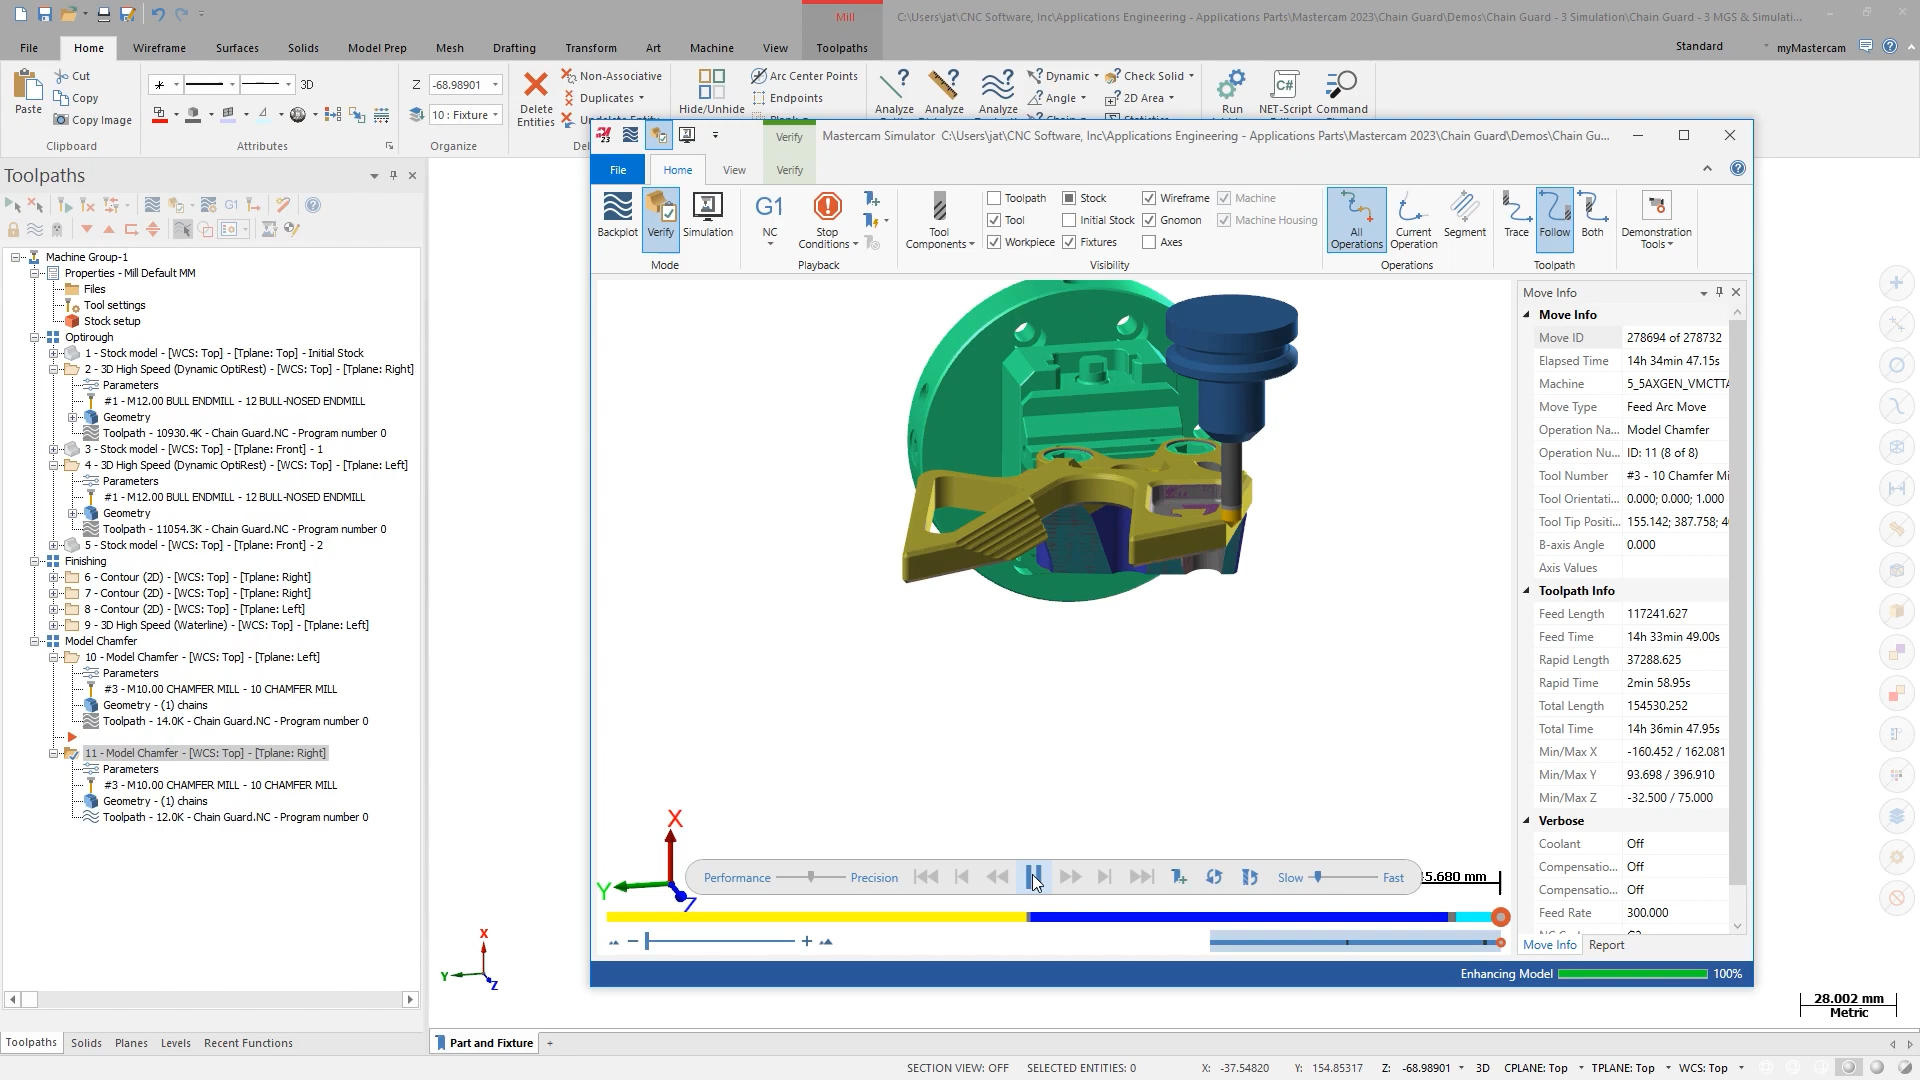 Mill
C:\Users\jat\CNC Software, Inc\Applications Engineering - Applications Parts\Mastercam 2023\Chain Guard\Demos\Chain Guard - 3 Simulation\Chain Guard - 3 MGS & Simulati...
File Home Wireframe Surfaces Solids Model Prep Mesh Drafting Transform Art Machine View Toolpaths
Standard myMastercam
Paste
Cut
Copy
Copy Image
Clipboard
3D
Attributes
Z -68.98901
10 : Fixture
Organize
Delete Entities
Non-Associative
Duplicates
Hide/Unhide
Arc Center Points
Endpoints
Analyze
Analyze
Analyze
Dynamic
Angle
Check Solid
2D Area
Run
NET-Script
Command
Toolpaths
G1
Machine Group-1
Properties - Mill Default MM
Files
Tool settings
Stock setup
Optirough
1 - Stock model - [WCS: Top] - [Tplane: Top] - Initial Stock
2 - 3D High Speed (Dynamic OptiRest) - [WCS: Top] - [Tplane: Right]
Parameters
#1 - M12.00 BULL ENDMILL - 12 BULL-NOSED ENDMILL
Geometry
Toolpath - 10930.4K - Chain Guard.NC - Program number 0
3 - Stock model - [WCS: Top] - [Tplane: Front] - 1
4 - 3D High Speed (Dynamic OptiRest) - [WCS: Top] - [Tplane: Left]
Parameters
#1 - M12.00 BULL ENDMILL - 12 BULL-NOSED ENDMILL
Geometry
Toolpath - 11054.3K - Chain Guard.NC - Program number 0
5 - Stock model - [WCS: Top] - [Tplane: Front] - 2
Finishing
6 - Contour (2D) - [WCS: Top] - [Tplane: Right]
7 - Contour (2D) - [WCS: Top] - [Tplane: Right]
8 - Contour (2D) - [WCS: Top] - [Tplane: Left]
9 - 3D High Speed (Waterline) - [WCS: Top] - [Tplane: Left]
Model Chamfer
10 - Model Chamfer - [WCS: Top] - [Tplane: Left]
Parameters
#3 - M10.00 CHAMFER MILL - 10 CHAMFER MILL
Geometry - (1) chains
Toolpath - 14.0K - Chain Guard.NC - Program number 0
11 - Model Chamfer - [WCS: Top] - [Tplane: Right]
Parameters
#3 - M10.00 CHAMFER MILL - 10 CHAMFER MILL
Geometry - (1) chains
Toolpath - 12.0K - Chain Guard.NC - Program number 0
Toolpaths Solids Planes Levels Recent Functions
Verify
Mastercam Simulator C:\Users\jat\CNC Software, Inc\Applications Engineering - Applications Parts\Mastercam 2023\Chain Guard\Demos\Chain Gu...
File Home View Verify
Backplot
Verify
Simulation
Mode
G1
NC
Stop Conditions
Playback
Tool Components
Toolpath
Tool
Workpiece
Stock
Initial Stock
Fixtures
Wireframe
Gnomon
Axes
Machine
Machine Housing
Visibility
All Operations
Current Operation
Segment
Operations
Trace
Follow
Both
Toolpath
Demonstration Tools
Move Info
Move Info
Move ID 278694 of 278732
Elapsed Time 14h 34min 47.15s
Machine 5_5AXGEN_VMCTTA
Move Type Feed Arc Move
Operation Na... Model Chamfer
Operation Nu... ID: 11 (8 of 8)
Tool Number #3 - 10 Chamfer Mi
Tool Orientati... 0.000; 0.000; 1.000
Tool Tip Positi... 155.142; 387.758; 4
B-axis Angle 0.000
Axis Values
Toolpath Info
Feed Length 117241.627
Feed Time 14h 33min 49.00s
Rapid Length 37288.625
Rapid Time 2min 58.95s
Total Length 154530.252
Total Time 14h 36min 47.95s
Min/Max X -160.452 / 162.081
Min/Max Y 93.698 / 396.910
Min/Max Z -32.500 / 75.000
Verbose
Coolant Off
Compensatio... Off
Compensatio... Off
Feed Rate 300.000
Move Info Report
X
Y
Z
Performance Precision Slow Fast
5.680 mm
Enhancing Model 100%
X
Y
Z
28.002 mm
Metric
Part and Fixture +
SECTION VIEW: OFF SELECTED ENTITIES: 0 X: -37.54820 Y: 154.85317 Z: -68.98901 3D CPLANE: Top TPLANE: Top WCS: Top